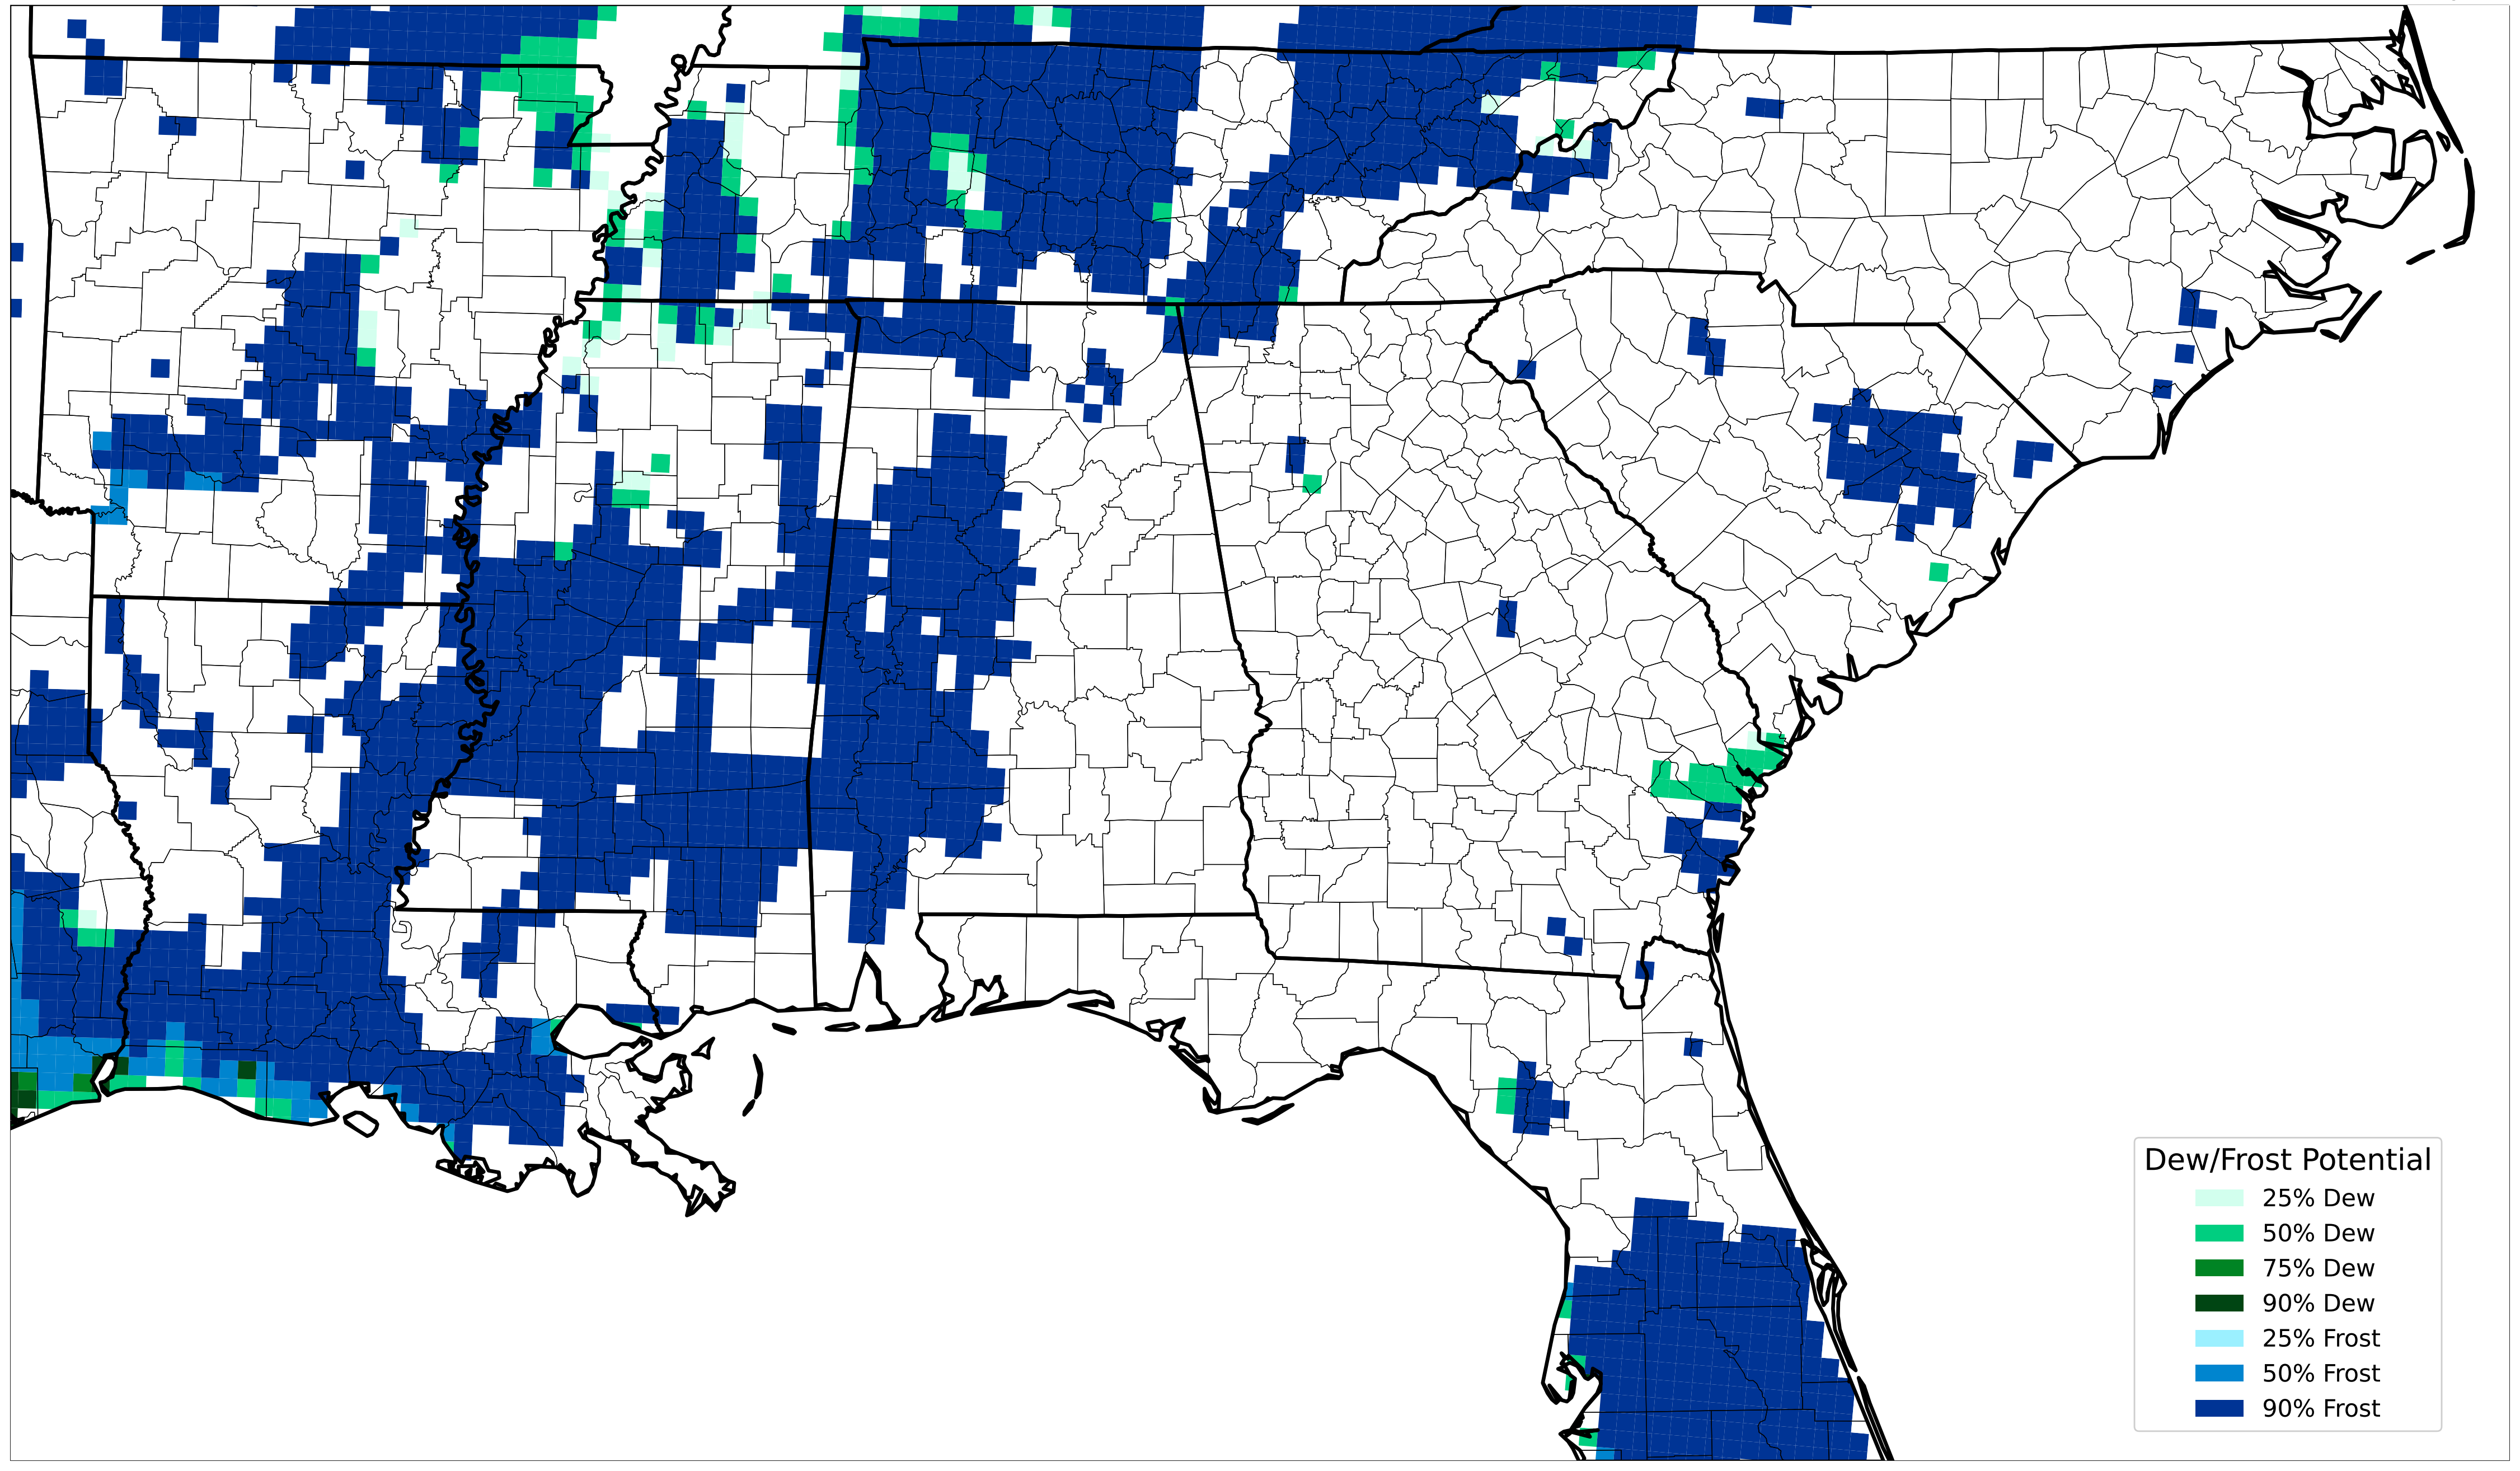 Dew/Frost Potential
25% Dew
50% Dew
75% Dew
90% Dew
25% Frost
50% Frost
90% Frost